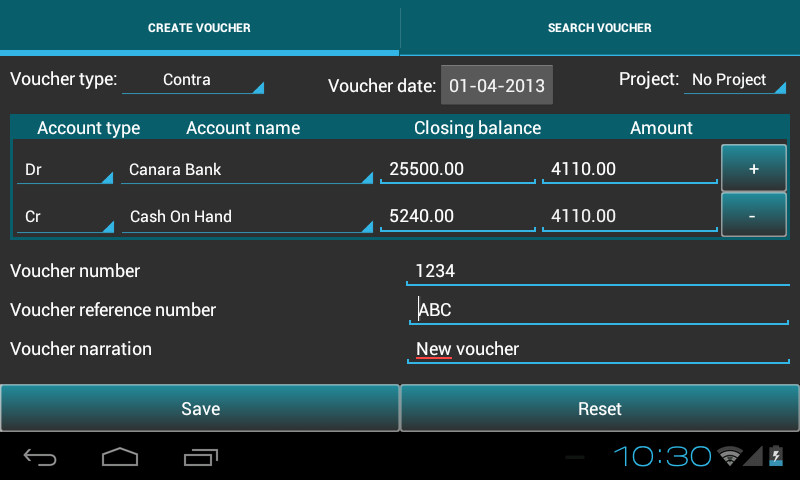 CREATE VOUCHER SEARCH VOUCHER
Voucher type: Contra Voucher date: 01-04-2013 Project: No Project
Account type Account name Closing balance Amount
Dr Canara Bank 25500.00 4110.00 +
Cr Cash On Hand 5240.00 4110.00 -
Voucher number 1234
Voucher reference number ABC
Voucher narration New voucher
Save Reset
10:30